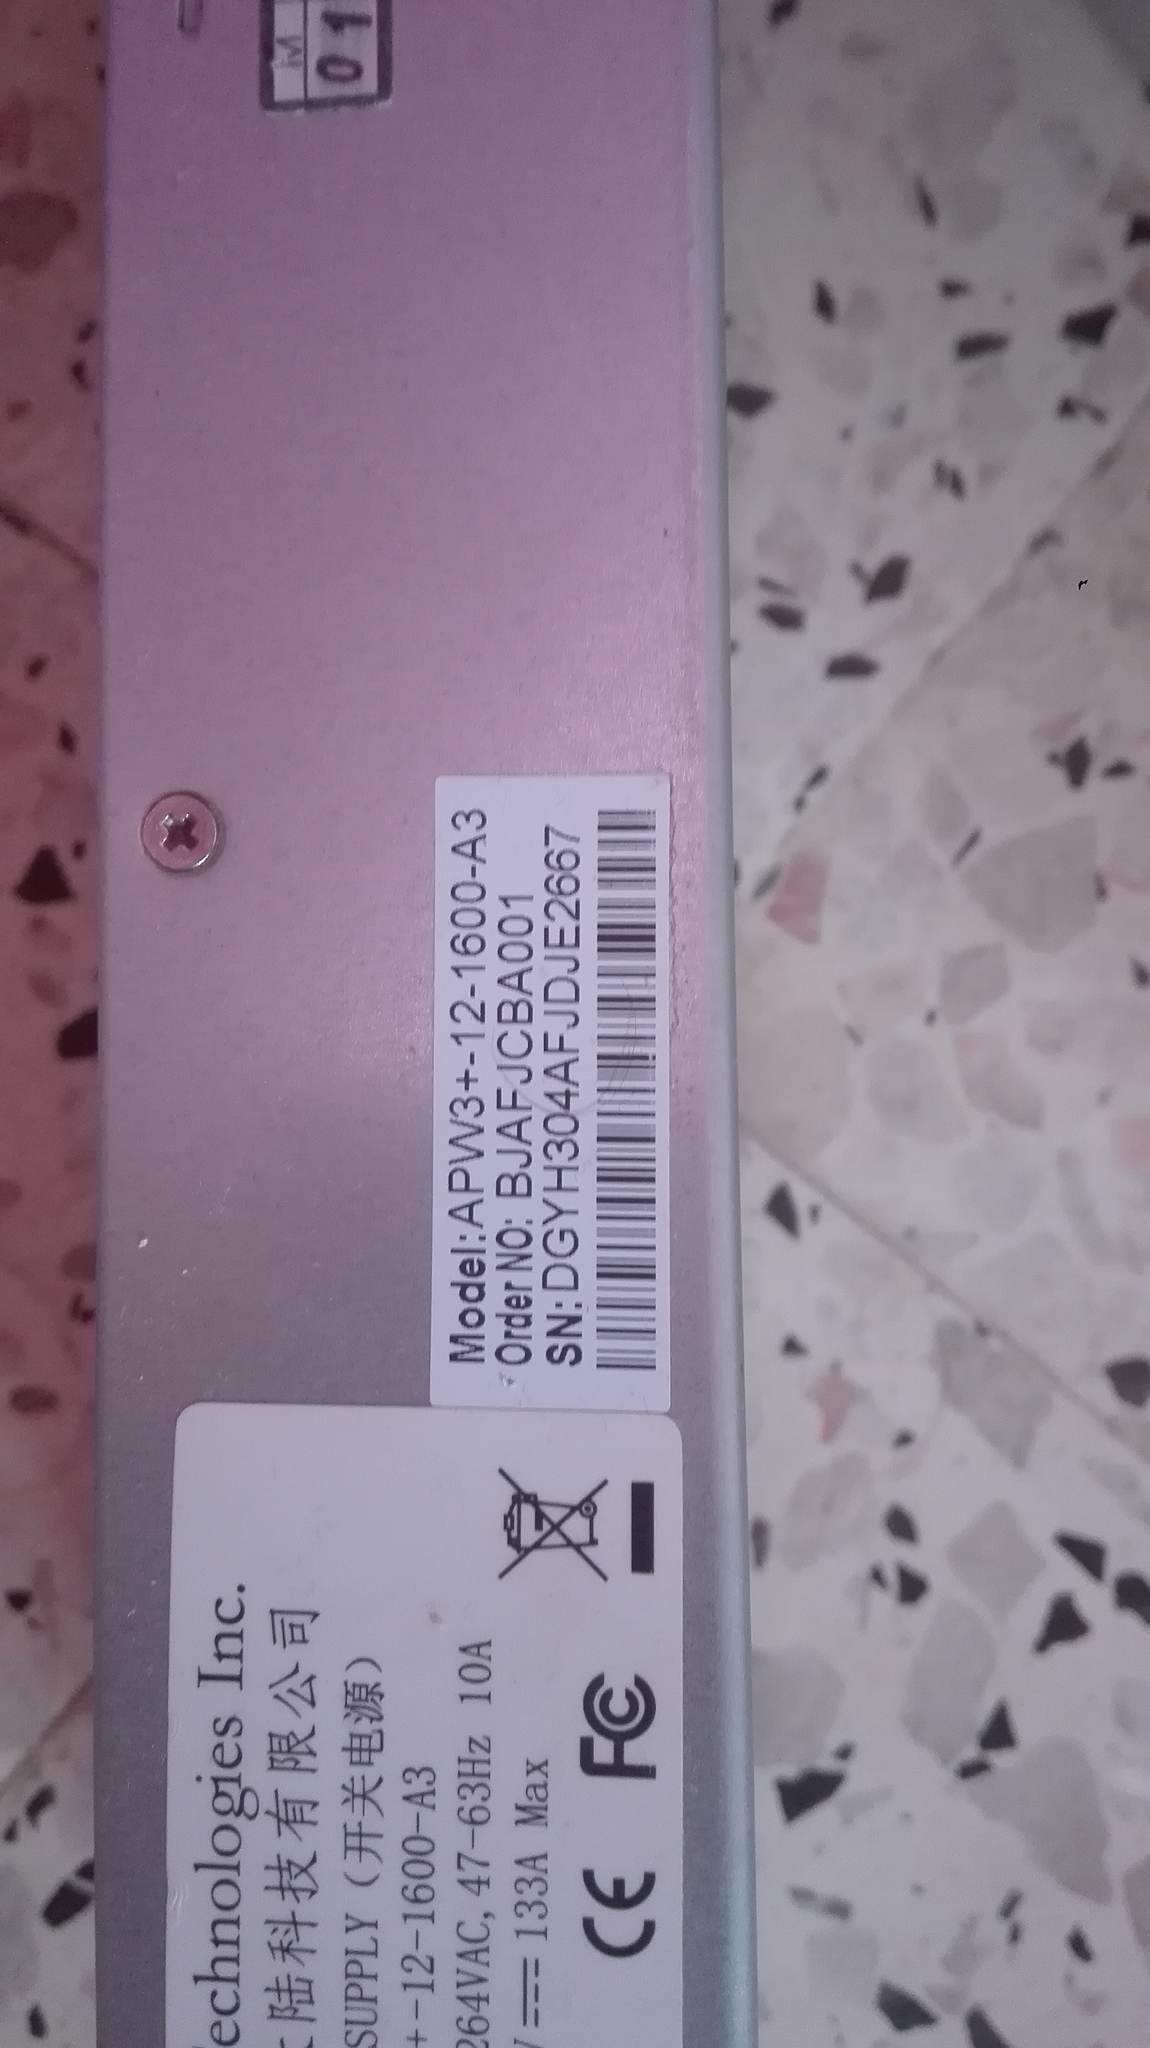 M
01
Model:APW3+-12-1600-A3
Order NO: BJAFJCBA001
SN: DGYH304AFJDJE2667
Technologies Inc.
陆科技有限公司
SUPPLY (开关电源)
+-12-1600-A3
264VAC, 47-63Hz 10A
V⎓133A Max
CE FC